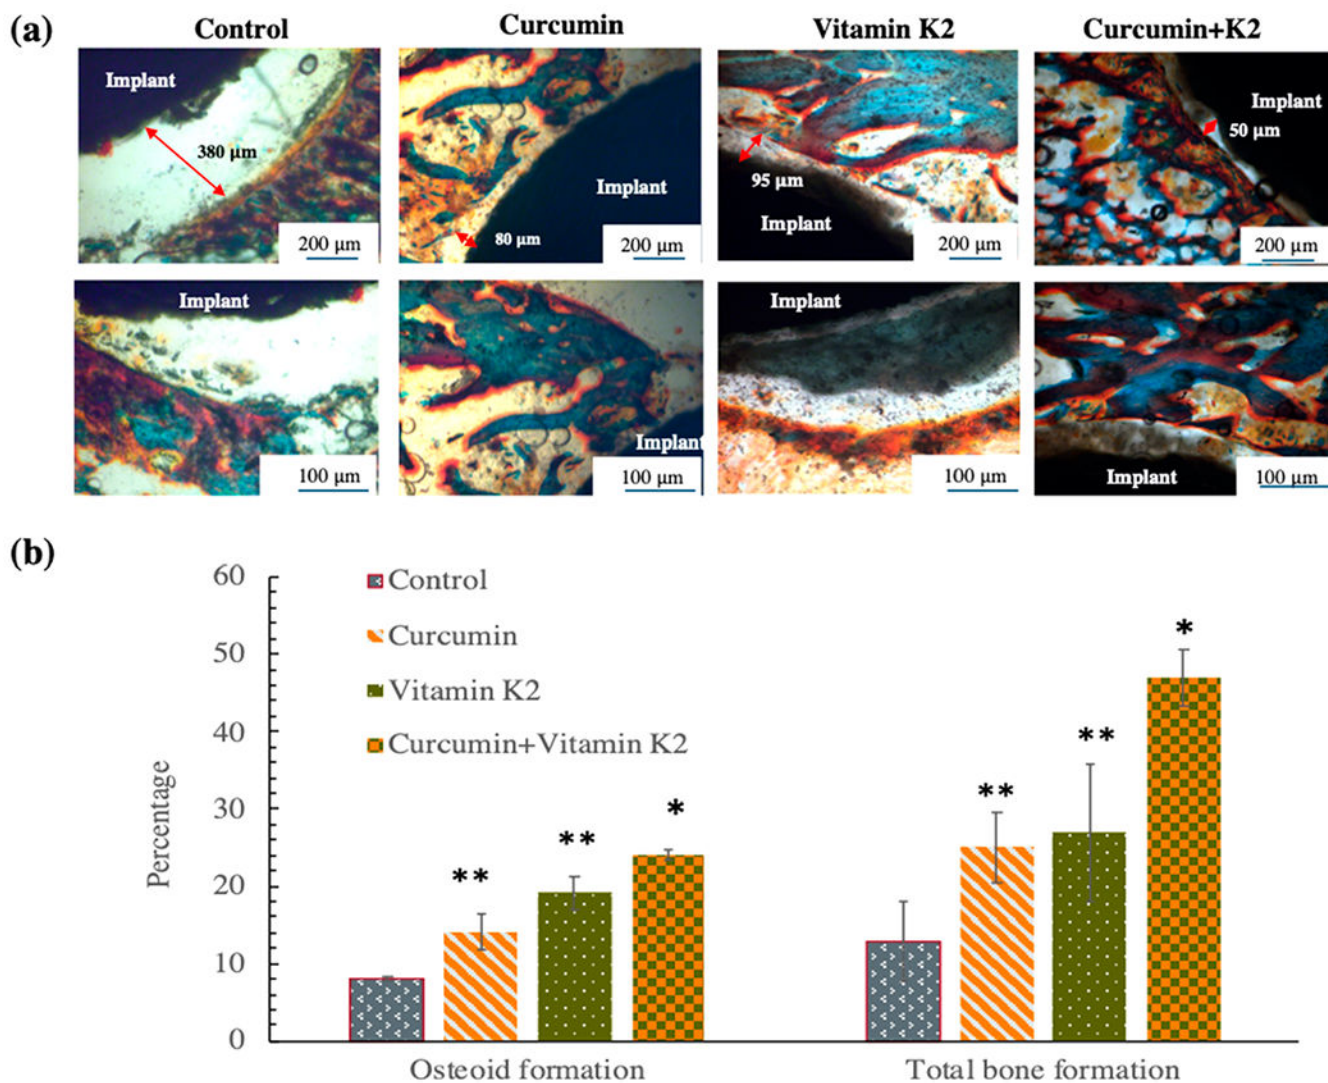 (a)
Control Curcumin Vitamin K2 Curcumin+K2
Implant
380 µm
200 µm
Implant
80 µm
200 µm
95 µm
Implant
200 µm
Implant
50 µm
200 µm
Implant
100 µm
Implant
100 µm
Implant
100 µm
Implant
100 µm
(b)
Percentage
60
50
40
30
20
10
0
Control
Curcumin
Vitamin K2
Curcumin+Vitamin K2
**
**
*
**
**
*
Osteoid formation Total bone formation